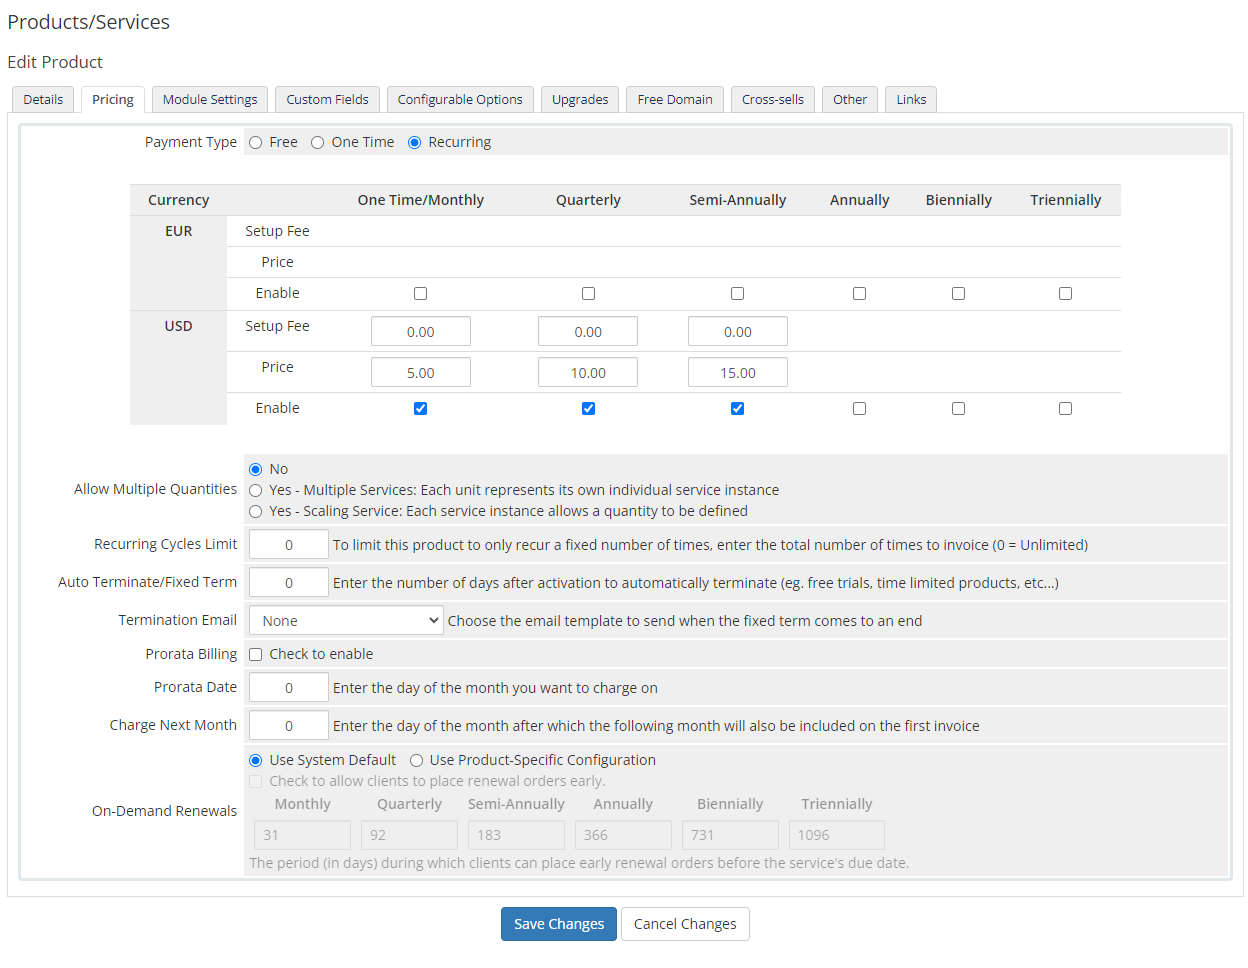 Products/Services
Edit Product
Details Pricing Module Settings Custom Fields Configurable Options Upgrades Free Domain Cross-sells Other Links
Payment Type Free One Time Recurring
Currency One Time/Monthly Quarterly Semi-Annually Annually Biennially Triennially
EUR Setup Fee
Price
Enable
USD Setup Fee 0.00 0.00 0.00
Price 5.00 10.00 15.00
Enable
No
Allow Multiple Quantities Yes - Multiple Services: Each unit represents its own individual service instance
Yes - Scaling Service: Each service instance allows a quantity to be defined
Recurring Cycles Limit 0 To limit this product to only recur a fixed number of times, enter the total number of times to invoice (0 = Unlimited)
Auto Terminate/Fixed Term 0 Enter the number of days after activation to automatically terminate (eg. free trials, time limited products, etc...)
Termination Email None Choose the email template to send when the fixed term comes to an end
Prorata Billing Check to enable
Prorata Date 0 Enter the day of the month you want to charge on
Charge Next Month 0 Enter the day of the month after which the following month will also be included on the first invoice
Use System Default Use Product-Specific Configuration
Check to allow clients to place renewal orders early.
On-Demand Renewals Monthly Quarterly Semi-Annually Annually Biennially Triennially
31 92 183 366 731 1096
The period (in days) during which clients can place early renewal orders before the service's due date.
Save Changes Cancel Changes